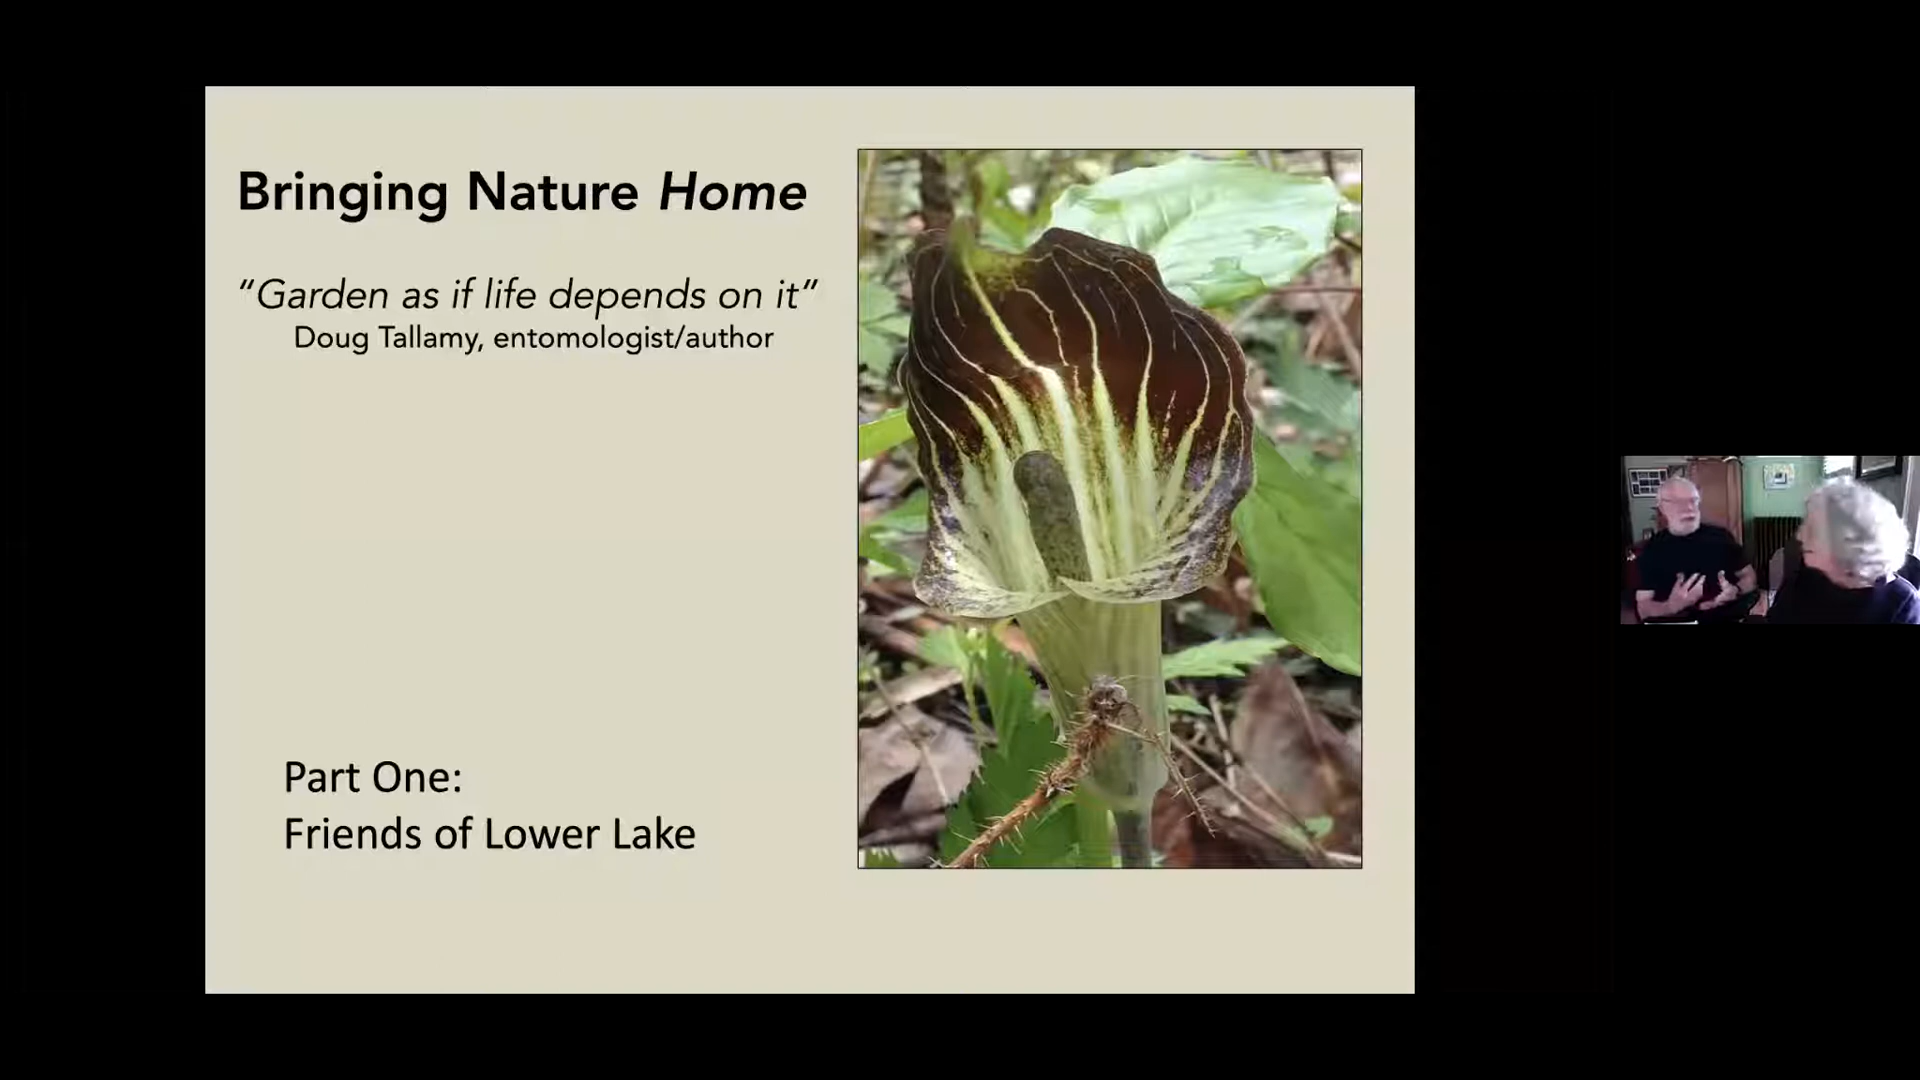 Bringing Nature Home
“Garden as if life depends on it”
Doug Tallamy, entomologist/author
Part One:
Friends of Lower Lake